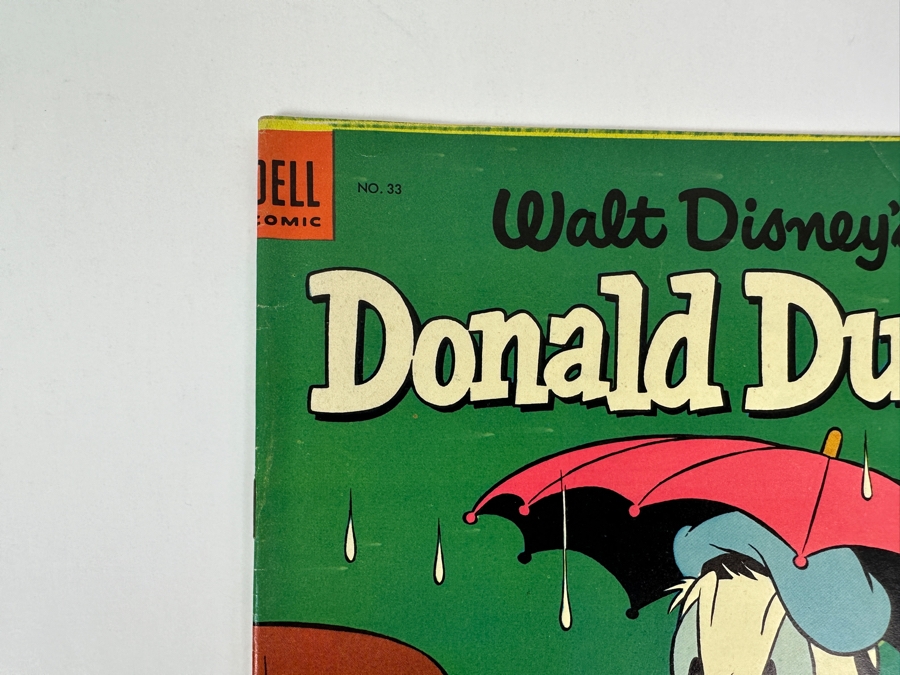 DELL
COMIC
NO. 33
Walt Disney's
Donald Du